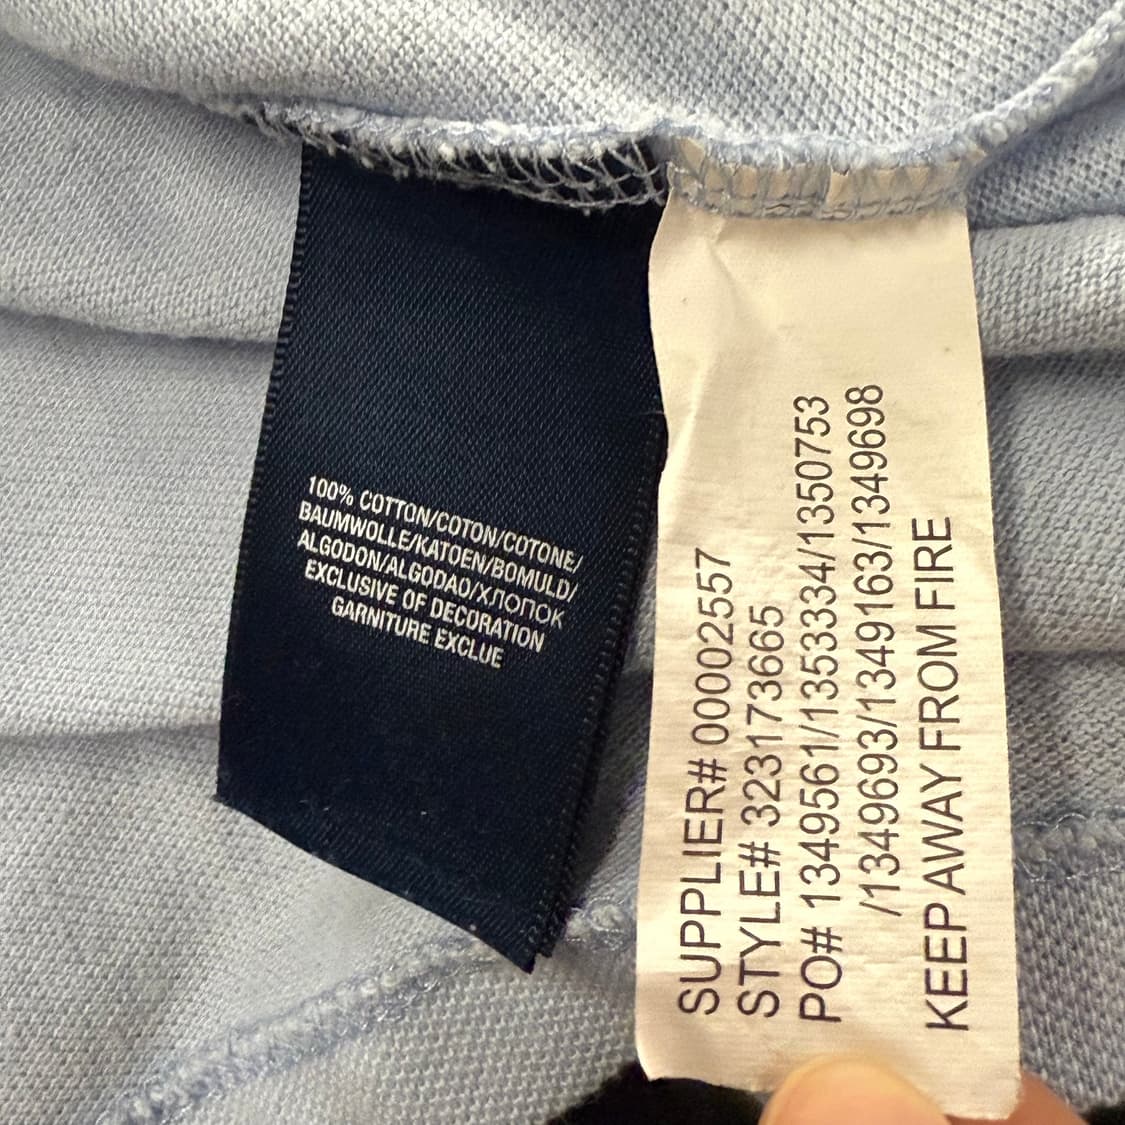 100% COTTON/COTON/COTONE/
BAUMWOLLE/KATOEN/BOMULD/
ALGODON/ALGODAO/ХЛОПОК
EXCLUSIVE OF DECORATION
GARNITURE EXCLUE
SUPPLIER# 00002557
STYLE# 323173665
PO# 1349561/1353334/1350753
/1349693/1349163/1349698
KEEP AWAY FROM FIRE